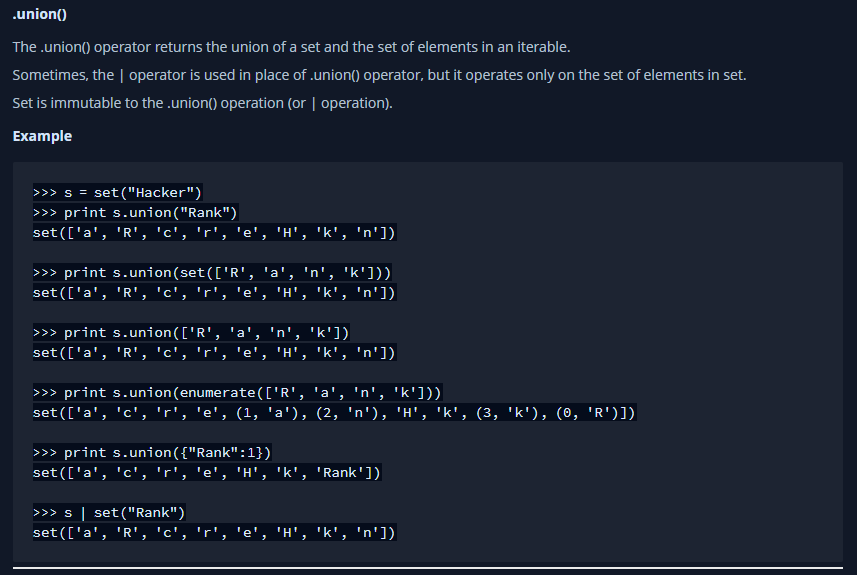 .union()
The .union() operator returns the union of a set and the set of elements in an iterable.
Sometimes, the | operator is used in place of .union() operator, but it operates only on the set of elements in set.
Set is immutable to the .union() operation (or | operation).
Example
>>> s = set("Hacker")
>>> print s.union("Rank")
set(['a', 'R', 'c', 'r', 'e', 'H', 'k', 'n'])
>>> print s.union(set(['R', 'a', 'n', 'k']))
set(['a', 'R', 'c', 'r', 'e', 'H', 'k', 'n'])
>>> print s.union(['R', 'a', 'n', 'k'])
set(['a', 'R', 'c', 'r', 'e', 'H', 'k', 'n'])
>>> print s.union(enumerate(['R', 'a', 'n', 'k']))
set(['a', 'c', 'r', 'e', (1, 'a'), (2, 'n'), 'H', 'k', (3, 'k'), (0, 'R')])
>>> print s.union({"Rank":1})
set(['a', 'c', 'r', 'e', 'H', 'k', 'Rank'])
>>> s | set("Rank")
set(['a', 'R', 'c', 'r', 'e', 'H', 'k', 'n'])